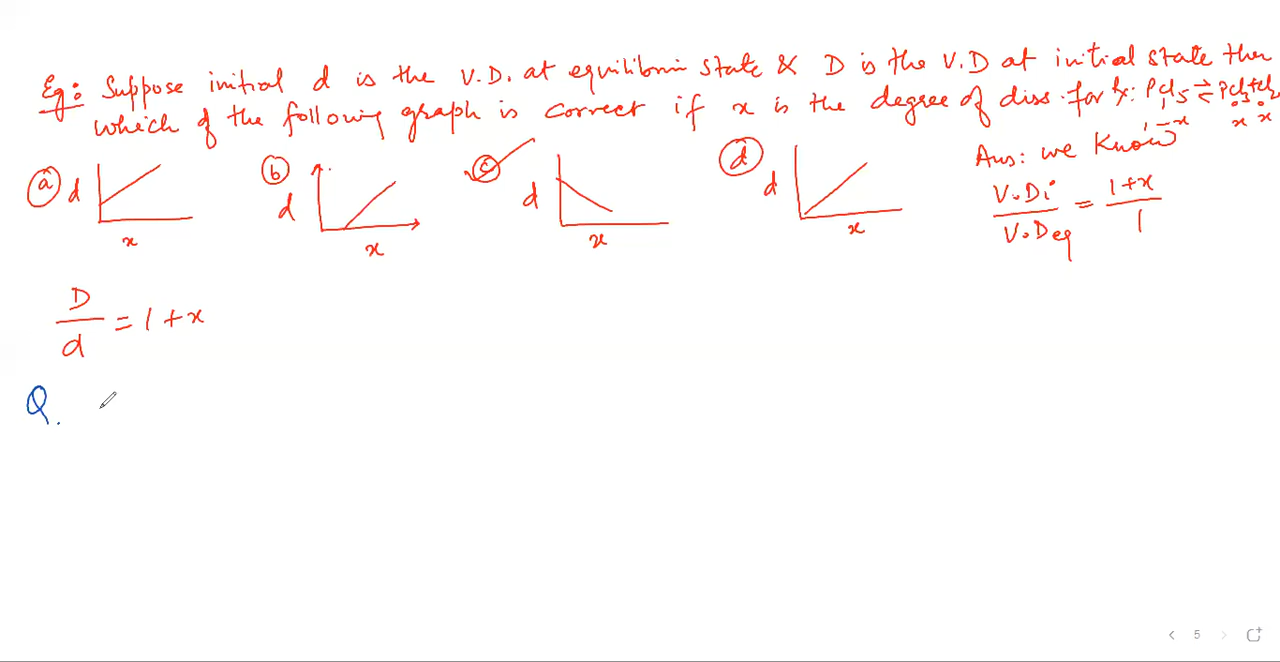 Eg: Suppose initial d is the V.D. at equilibrium state & D is the V.D at initial state then
which of the following graph is correct if x is the degree of diss. for Rx: PCl5 ⇌ PCl3 + Cl2
1-x x x
Ans: we know
(a) d x
(b) d x
(c) d x
(d) d x
V.Di / V.Deq = 1+x / 1
D / d = 1 + x
Q.
5